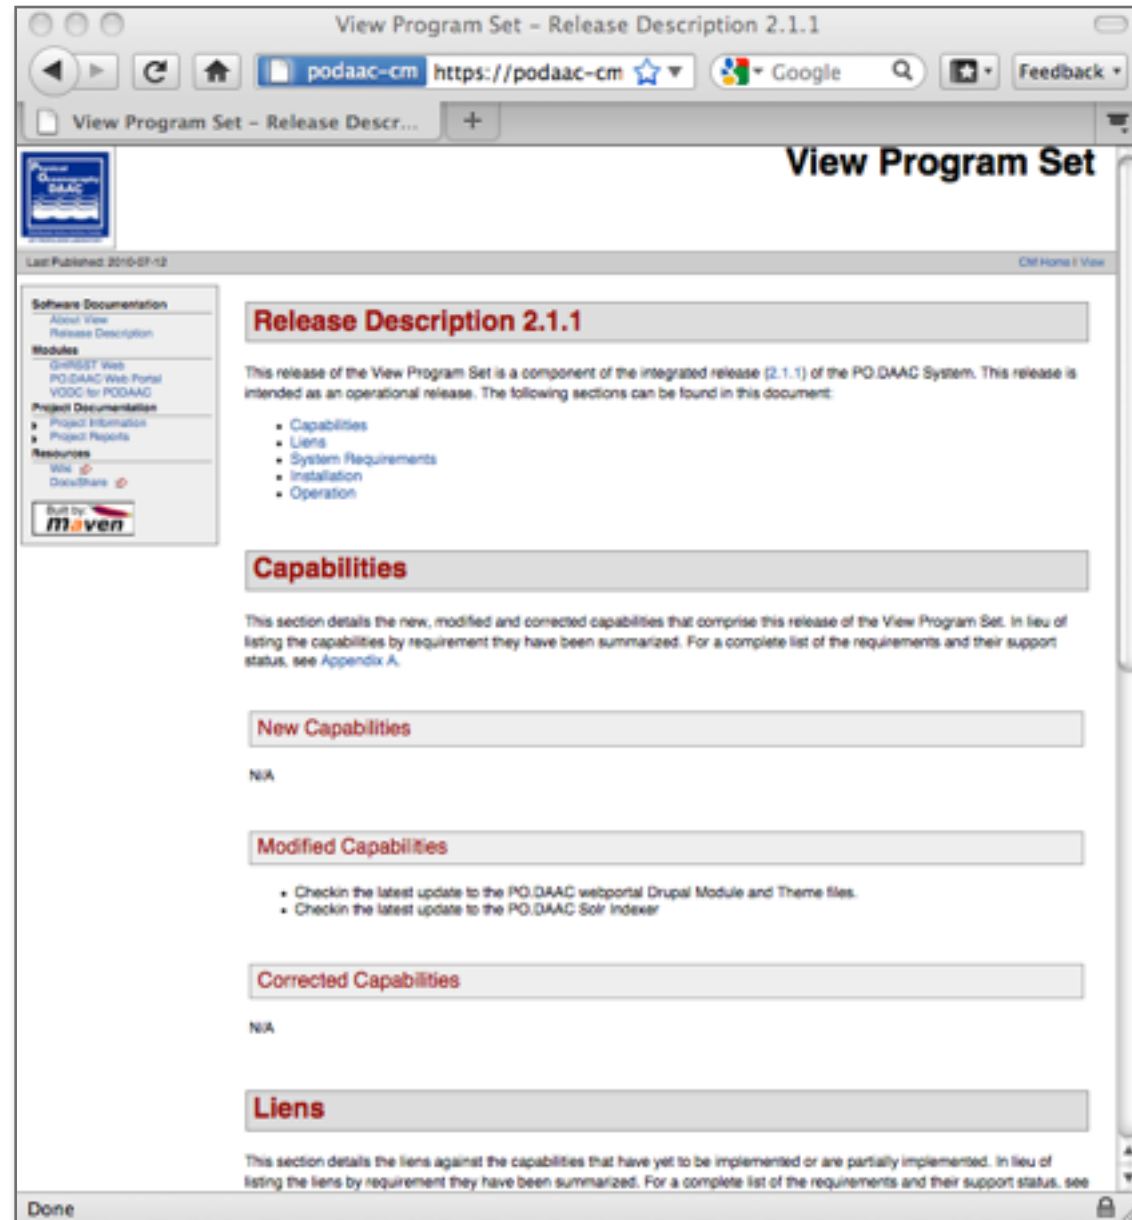 View Program Set – Release Description 2.1.1
podaac-cm https://podaac-cm Google Feedback
View Program Set – Release Descr...
Physical
Oceanography
DAAC
View Program Set
Last Published: 2010-07-12
CM Home | View
Software Documentation
About View
Release Description
Modules
GHRSST Web
PO.DAAC Web Portal
VODC for PODAAC
Project Documentation
Project Information
Project Reports
Resources
Wiki
DocuShare
Built by:
maven
Release Description 2.1.1
This release of the View Program Set is a component of the integrated release (2.1.1) of the PO.DAAC System. This release is
intended as an operational release. The following sections can be found in this document:
• Capabilities
• Liens
• System Requirements
• Installation
• Operation
Capabilities
This section details the new, modified and corrected capabilities that comprise this release of the View Program Set. In lieu of
listing the capabilities by requirement they have been summarized. For a complete list of the requirements and their support
status, see Appendix A.
New Capabilities
N/A
Modified Capabilities
• Checkin the latest update to the PO.DAAC webportal Drupal Module and Theme files.
• Checkin the latest update to the PO.DAAC Solr Indexer
Corrected Capabilities
N/A
Liens
This section details the liens against the capabilities that have yet to be implemented or are partially implemented. In lieu of
listing the liens by requirement they have been summarized. For a complete list of the requirements and their support status, see
Done